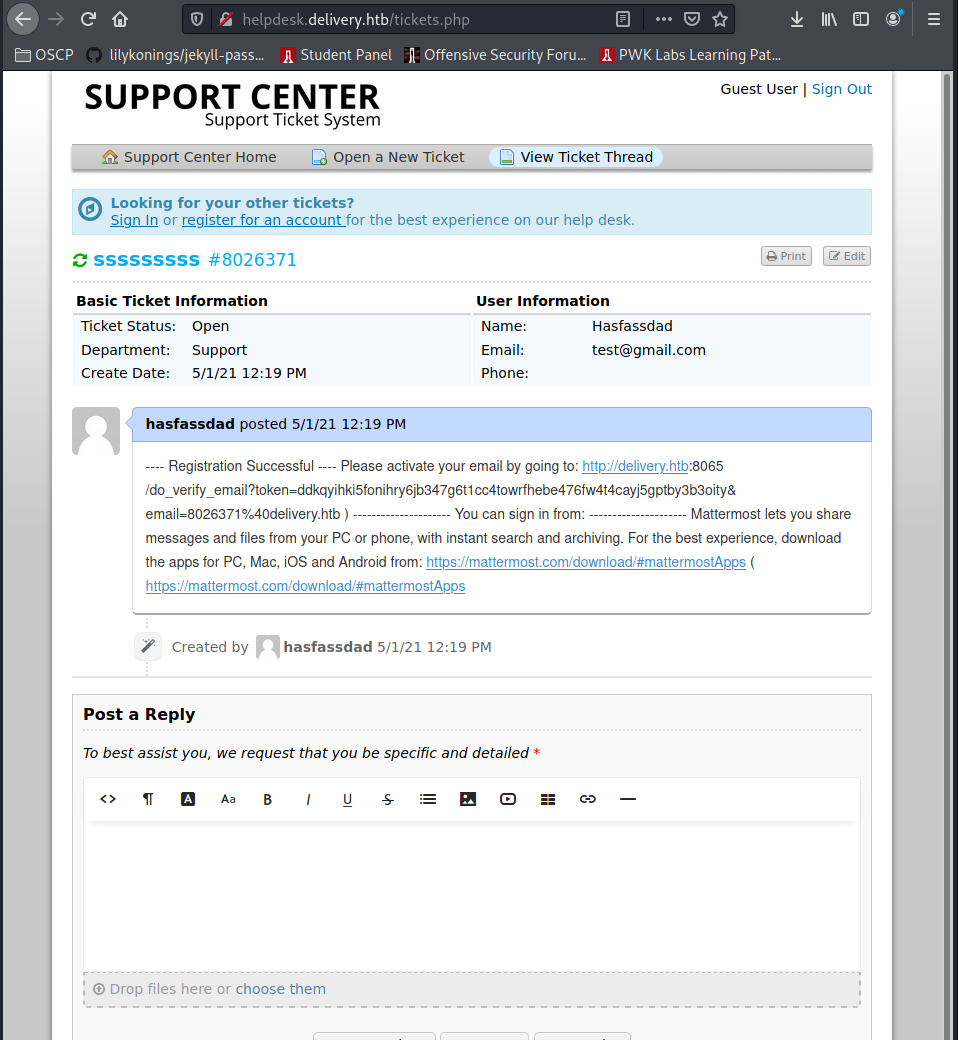 helpdesk.delivery.htb/tickets.php
OSCP lilykonings/jekyll-pass... Student Panel Offensive Security Foru... PWK Labs Learning Pat...
SUPPORT CENTER
Support Ticket System
Guest User | Sign Out
Support Center Home Open a New Ticket View Ticket Thread
Looking for your other tickets?
Sign In or register for an account for the best experience on our help desk.
sssssssss #8026371 Print Edit
Basic Ticket Information User Information
Ticket Status: Open Name: Hasfassdad
Department: Support Email: test@gmail.com
Create Date: 5/1/21 12:19 PM Phone:
hasfassdad posted 5/1/21 12:19 PM
---- Registration Successful ---- Please activate your email by going to: http://delivery.htb:8065
/do_verify_email?token=ddkqyihki5fonihry6jb347g6t1cc4towrfhebe476fw4t4cayj5gptby3b3oity&
email=8026371%40delivery.htb ) --------------------- You can sign in from: --------------------- Mattermost lets you share
messages and files from your PC or phone, with instant search and archiving. For the best experience, download
the apps for PC, Mac, iOS and Android from: https://mattermost.com/download/#mattermostApps (
https://mattermost.com/download/#mattermostApps
Created by hasfassdad 5/1/21 12:19 PM
Post a Reply
To best assist you, we request that you be specific and detailed *
<> ¶ A Aa B I U S
Drop files here or choose them